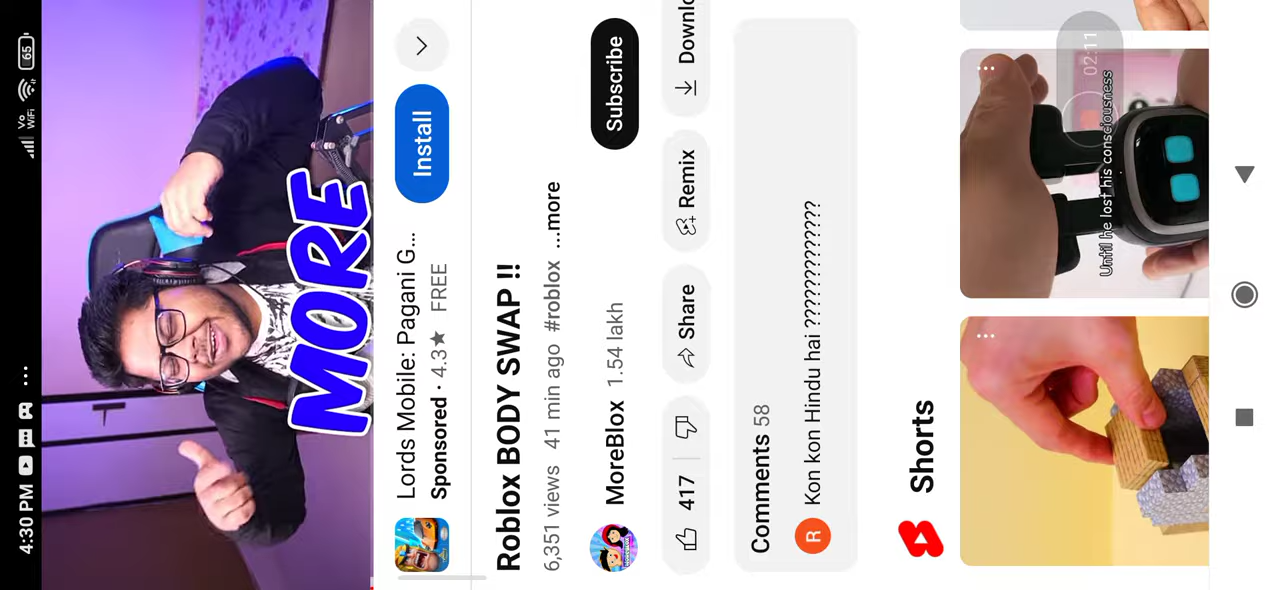 4:30 PM
Vo
WiFi
65
MORE
Lords Mobile: Pagani G...
Sponsored · 4.3★ FREE
Install
Roblox BODY SWAP !!
6,351 views 41 min ago #roblox ...more
MoreBlox 1.54 lakh
Subscribe
417
Share
Remix
Downlo
Comments 58
R
Kon kon Hindu hai ?????????????
Shorts
Until he lost his consciousness
02:11